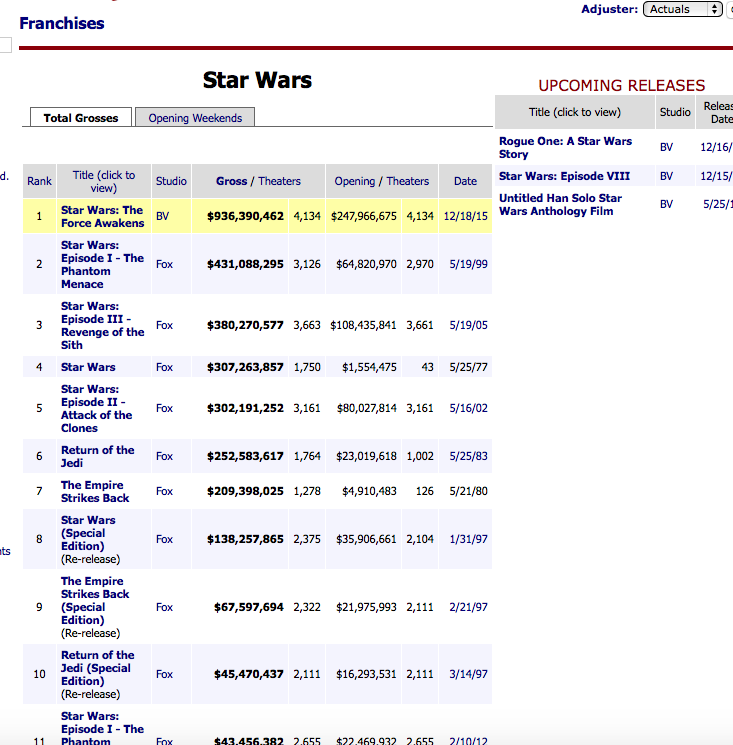 Adjuster: Actuals
Franchises
Star Wars
Total Grosses Opening Weekends
Rank Title (click to view) Studio Gross / Theaters Opening / Theaters Date
1 Star Wars: The Force Awakens BV $936,390,462 4,134 $247,966,675 4,134 12/18/15
2 Star Wars: Episode I - The Phantom Menace Fox $431,088,295 3,126 $64,820,970 2,970 5/19/99
3 Star Wars: Episode III - Revenge of the Sith Fox $380,270,577 3,663 $108,435,841 3,661 5/19/05
4 Star Wars Fox $307,263,857 1,750 $1,554,475 43 5/25/77
5 Star Wars: Episode II - Attack of the Clones Fox $302,191,252 3,161 $80,027,814 3,161 5/16/02
6 Return of the Jedi Fox $252,583,617 1,764 $23,019,618 1,002 5/25/83
7 The Empire Strikes Back Fox $209,398,025 1,278 $4,910,483 126 5/21/80
8 Star Wars (Special Edition) (Re-release) Fox $138,257,865 2,375 $35,906,661 2,104 1/31/97
9 The Empire Strikes Back (Special Edition) (Re-release) Fox $67,597,694 2,322 $21,975,993 2,111 2/21/97
10 Return of the Jedi (Special Edition) (Re-release) Fox $45,470,437 2,111 $16,293,531 2,111 3/14/97
11 Star Wars: Episode I - The Phantom Fox $43,456,382 2,655 $22,469,932 2,655 2/10/12
UPCOMING RELEASES
Title (click to view) Studio Releas Date
Rogue One: A Star Wars Story BV 12/16/
Star Wars: Episode VIII BV 12/15/
Untitled Han Solo Star Wars Anthology Film BV 5/25/1
d.
nts